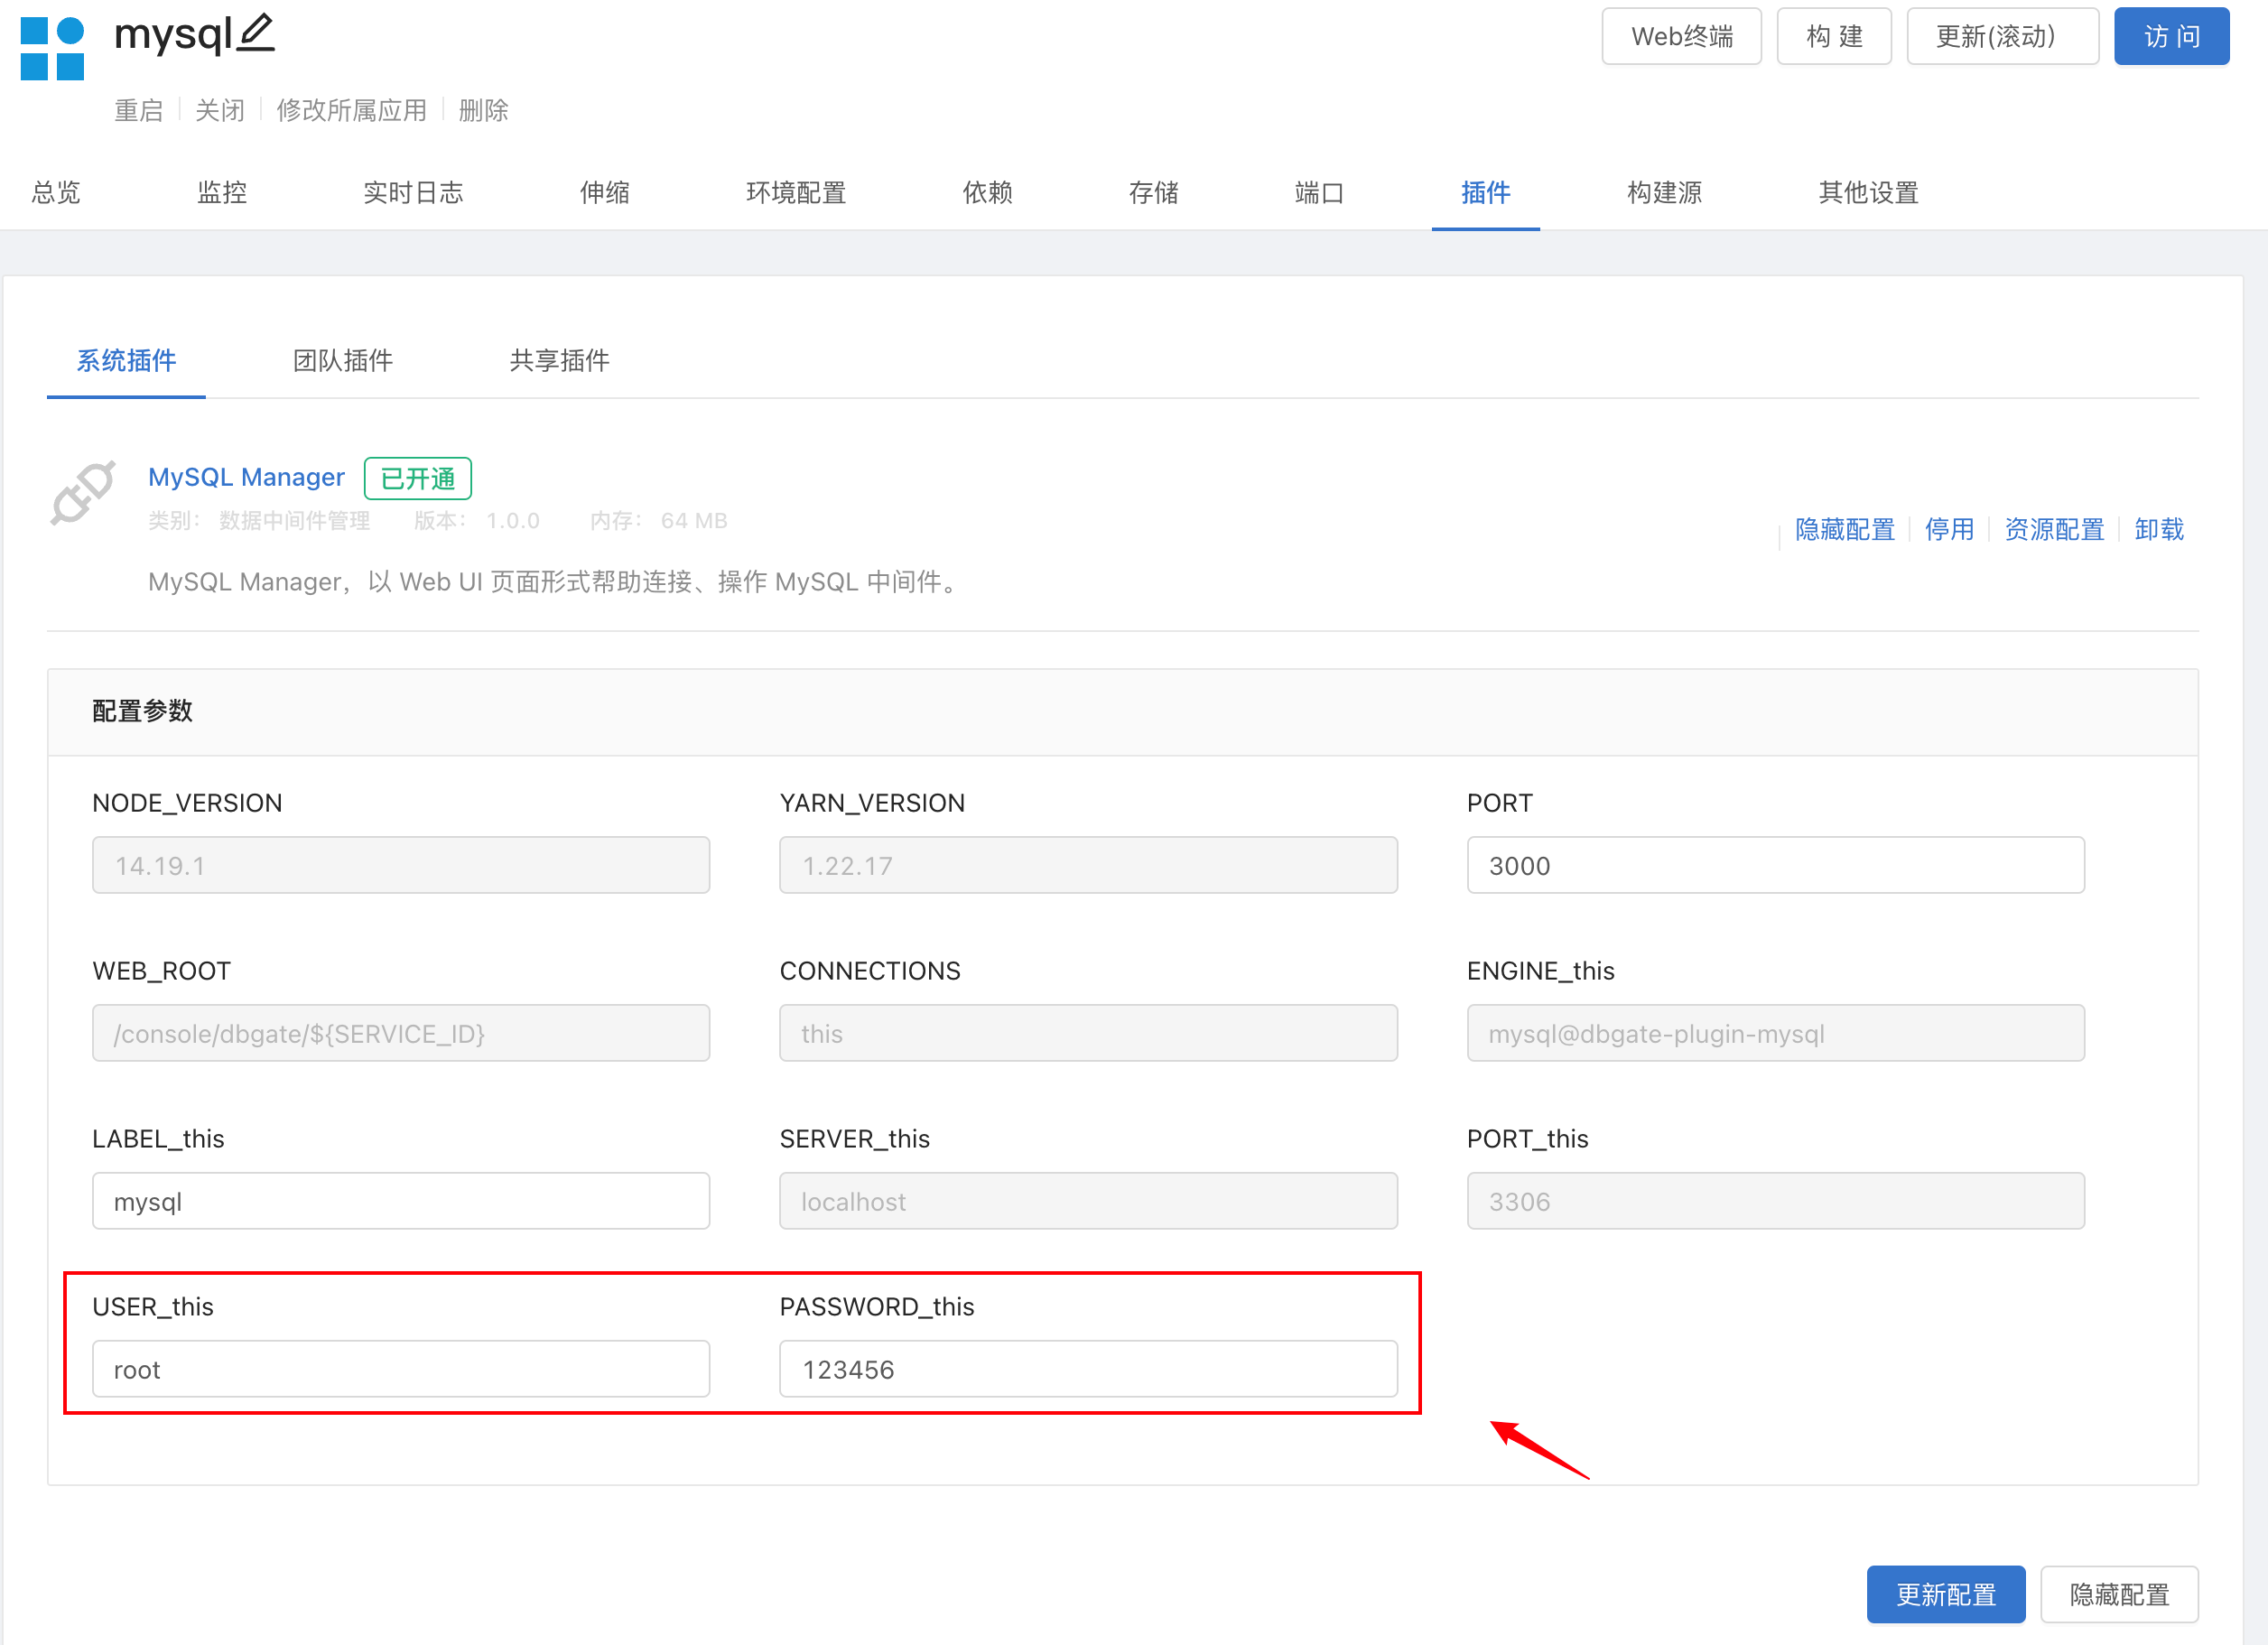 mysql
Web终端 构 建 更新(滚动) 访 问
重启 关闭 修改所属应用 删除
总览 监控 实时日志 伸缩 环境配置 依赖 存储 端口 插件 构建源 其他设置
系统插件 团队插件 共享插件
MySQL Manager 已开通
类别： 数据中间件管理 版本： 1.0.0 内存： 64 MB
隐藏配置 停用 资源配置 卸载
MySQL Manager，以 Web UI 页面形式帮助连接、操作 MySQL 中间件。
配置参数
NODE_VERSION YARN_VERSION PORT
14.19.1 1.22.17 3000
WEB_ROOT CONNECTIONS ENGINE_this
/console/dbgate/${SERVICE_ID} this mysql@dbgate-plugin-mysql
LABEL_this SERVER_this PORT_this
mysql localhost 3306
USER_this PASSWORD_this
root 123456
更新配置 隐藏配置